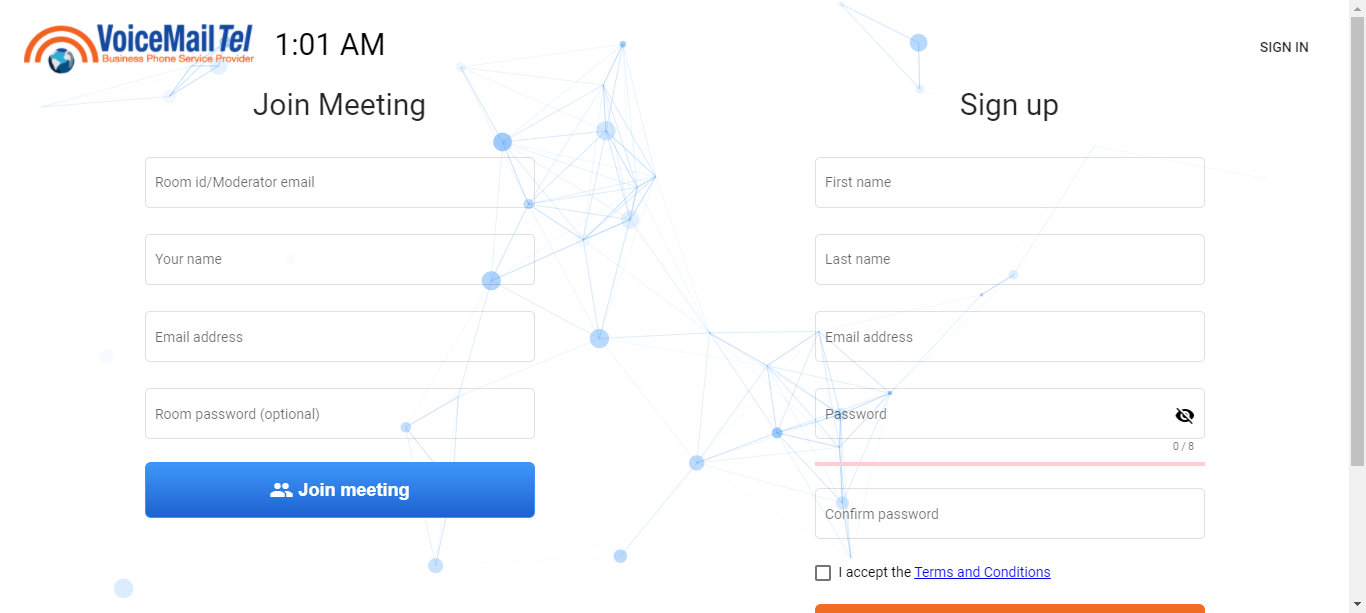 VoiceMailTel
Business Phone Service Provider
1:01 AM
SIGN IN
Join Meeting
Room id/Moderator email
Your name
Email address
Room password (optional)
Join meeting
Sign up
First name
Last name
Email address
Password
0 / 8
Confirm password
I accept the Terms and Conditions